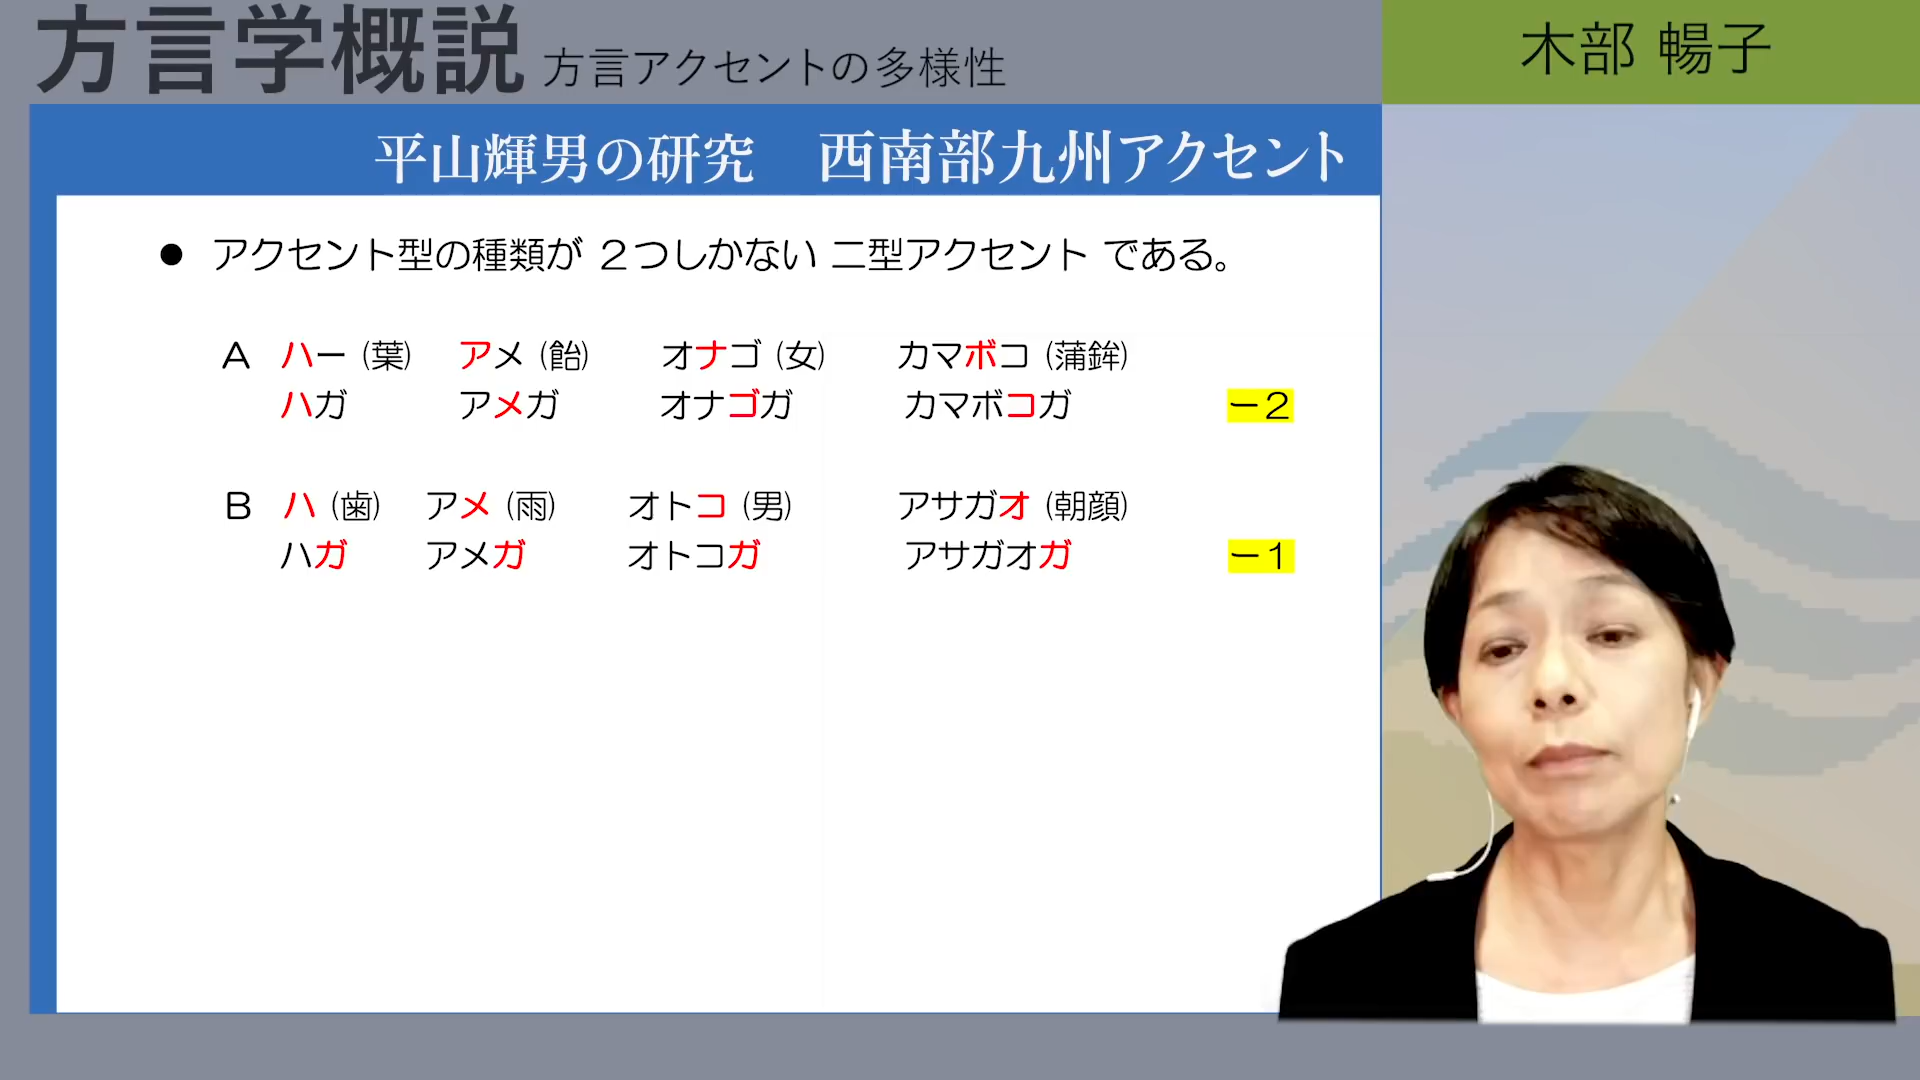 方言学概説 方言アクセントの多様性
木部 暢子
平山輝男の研究 西南部九州アクセント
● アクセント型の種類が ２つしかない 二型アクセント である。
A ハー (葉) アメ (飴) オナゴ (女) カマボコ (蒲鉾)
ハガ アメガ オナゴガ カマボコガ －２
B ハ (歯) アメ (雨) オトコ (男) アサガオ (朝顔)
ハガ アメガ オトコガ アサガオガ －１